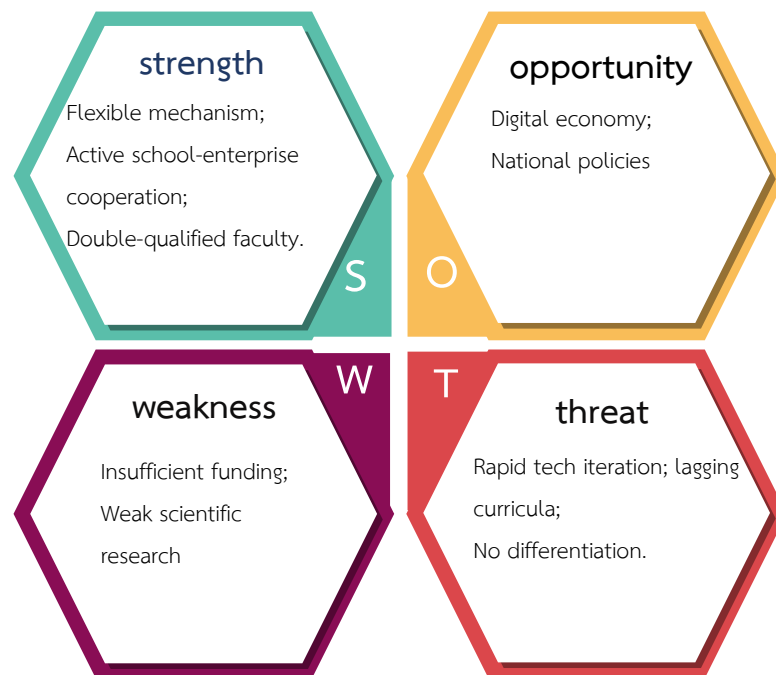 strength
Flexible mechanism;
Active school-enterprise
cooperation;
Double-qualified faculty.
S
opportunity
Digital economy;
National policies
O
weakness
Insufficient funding;
Weak scientific
research
W
threat
Rapid tech iteration; lagging
curricula;
No differentiation.
T